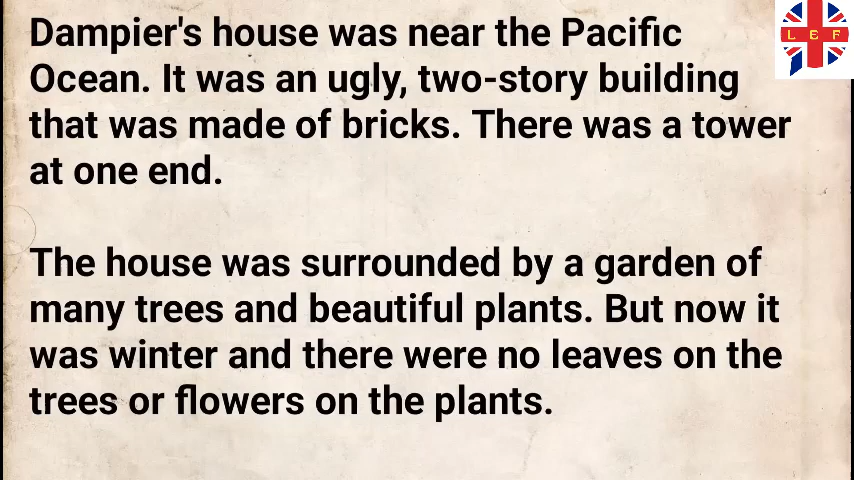 Dampier's house was near the Pacific
Ocean. It was an ugly, two-story building
that was made of bricks. There was a tower
at one end.
The house was surrounded by a garden of
many trees and beautiful plants. But now it
was winter and there were no leaves on the
trees or flowers on the plants.
L E F